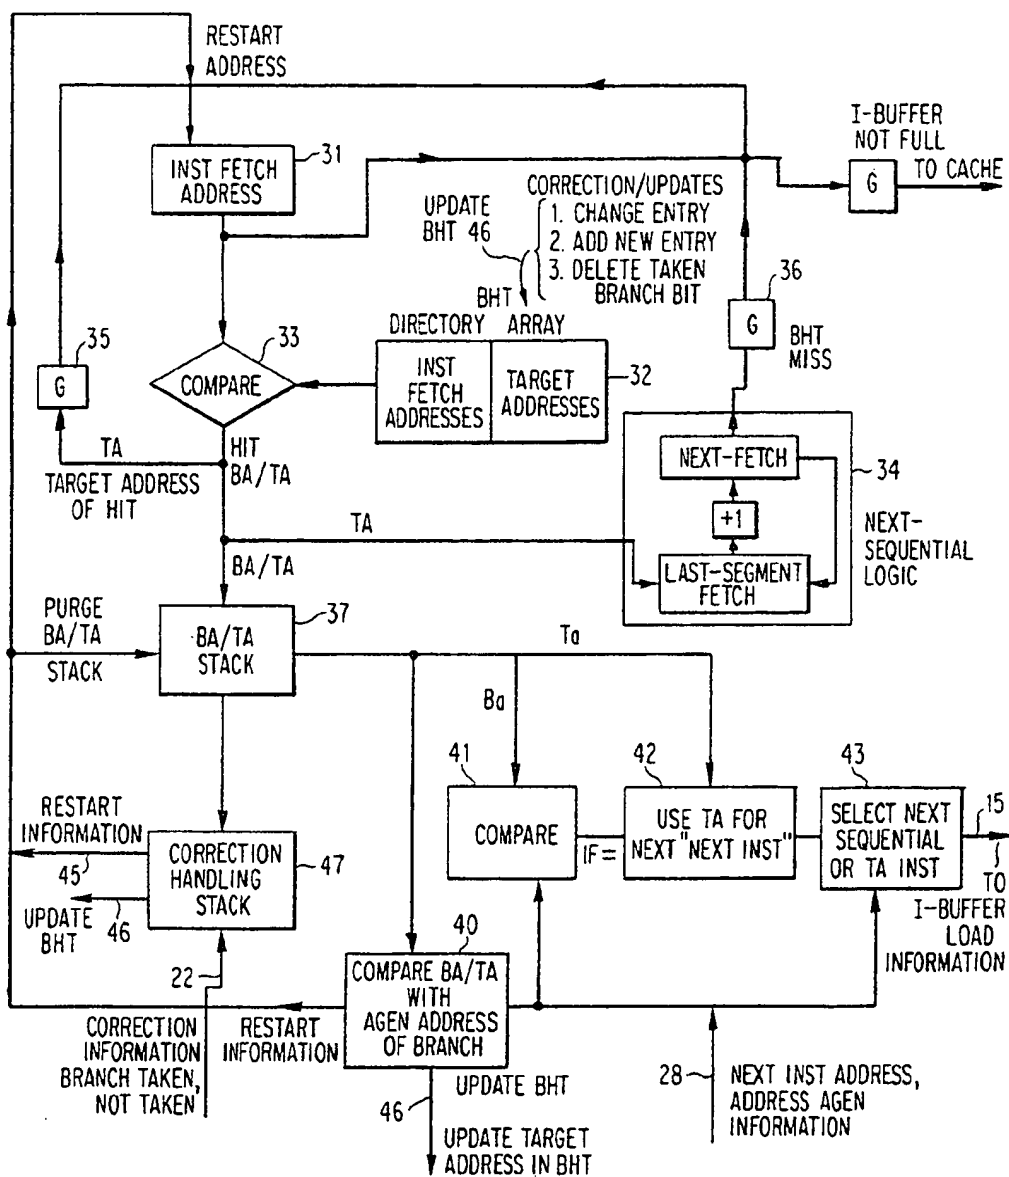 RESTART
ADDRESS
INST FETCH
ADDRESS
31
I-BUFFER
NOT FULL
G
TO CACHE
UPDATE
BHT 46
CORRECTION/UPDATES
1. CHANGE ENTRY
2. ADD NEW ENTRY
3. DELETE TAKEN
BRANCH BIT
BHT
DIRECTORY ARRAY
INST
FETCH
ADDRESSES
TARGET
ADDRESSES
32
36
G
BHT
MISS
35
G
33
COMPARE
TA
TARGET ADDRESS
OF HIT
HIT
BA/TA
TA
NEXT-FETCH
+1
LAST-SEGMENT
FETCH
34
NEXT-
SEQUENTIAL
LOGIC
BA/TA
37
BA/TA
STACK
PURGE
BA/TA
STACK
Ta
Ba
41
COMPARE
IF =
42
USE TA FOR
NEXT "NEXT INST"
43
SELECT NEXT
SEQUENTIAL
OR TA INST
15
TO
I-BUFFER
LOAD
INFORMATION
RESTART
INFORMATION
45
CORRECTION
HANDLING
STACK
47
46
UPDATE
BHT
22
CORRECTION
INFORMATION
BRANCH TAKEN,
NOT TAKEN
40
COMPARE BA/TA
WITH
AGEN ADDRESS
OF BRANCH
RESTART
INFORMATION
UPDATE BHT
46
UPDATE TARGET
ADDRESS IN BHT
28
NEXT INST ADDRESS,
ADDRESS AGEN
INFORMATION